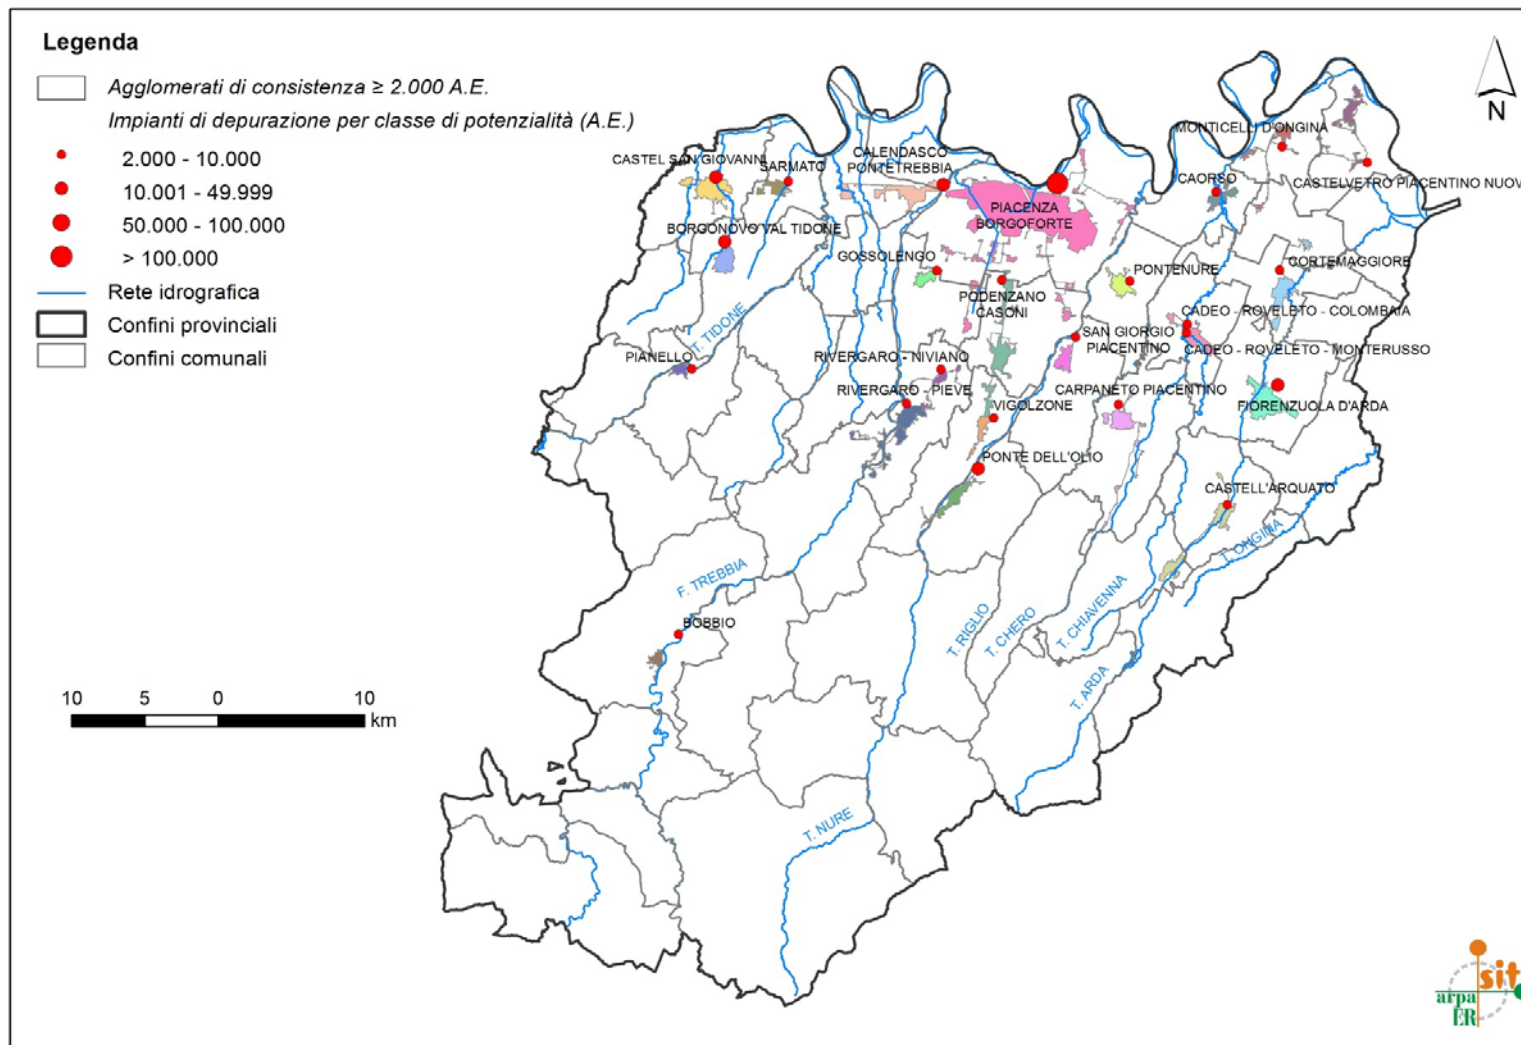 Legenda
Agglomerati di consistenza ≥ 2.000 A.E.
Impianti di depurazione per classe di potenzialità (A.E.)
2.000 - 10.000
10.001 - 49.999
50.000 - 100.000
> 100.000
Rete idrografica
Confini provinciali
Confini comunali
N
MONTICELLI D'ONGINA
CASTEL SAN GIOVANNI
SARMATO
CALENDASCO
PONTETREBBIA
CAORSO
CASTELVETRO PIACENTINO NUOV
PIACENZA
BORGOFORTE
BORGONOVO VAL TIDONE
GOSSOLENGO
PONTENURE
CORTEMAGGIORE
PODENZANO
CASONI
T. TIDONE
CADEO - ROVELETO - COLOMBAIA
SAN GIORGIO
PIACENTINO
CADEO - ROVELETO - MONTERUSSO
PIANELLO
RIVERGARO - NIVIANO
RIVERGARO - PIEVE
CARPANETO PIACENTINO
VIGOLZONE
FIORENZUOLA D'ARDA
PONTE DELL'OLIO
CASTELL'ARQUATO
T. ONGINA
F. TREBBIA
BOBBIO
T. RIGLIO
T. CHERO
T. CHIAVENNA
T. ARDA
T. NURE
10 5 0 10
km
sit
arpa
ER